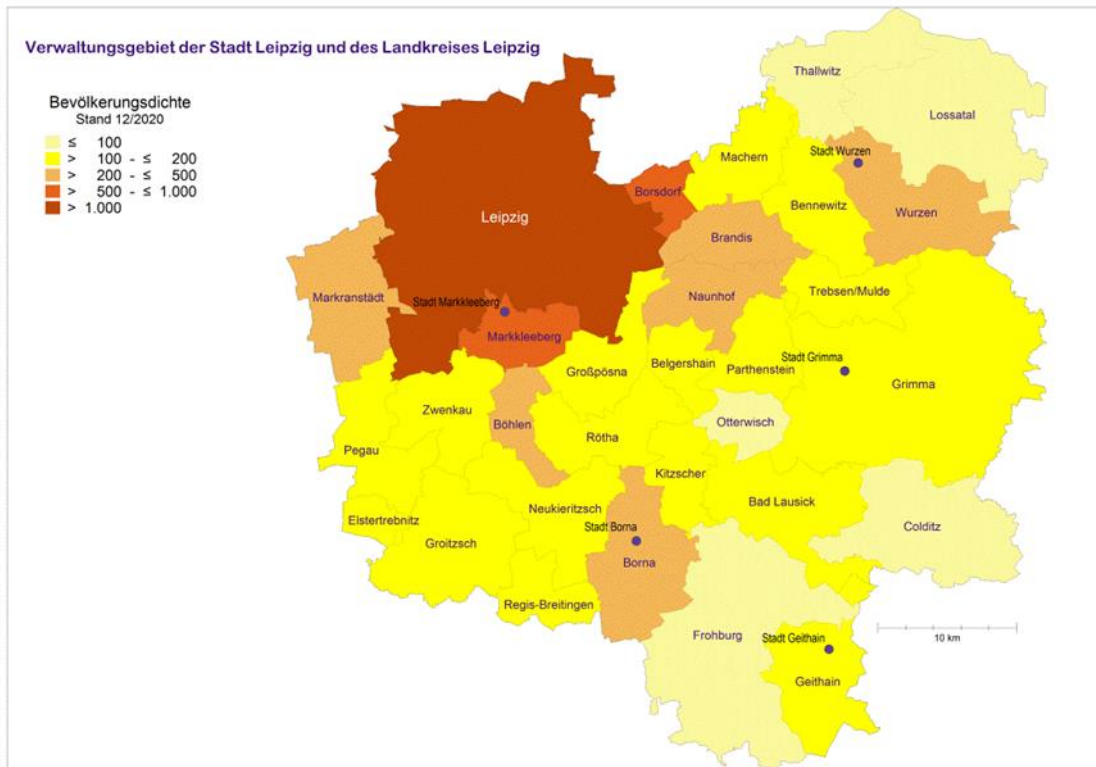 Verwaltungsgebiet der Stadt Leipzig und des Landkreises Leipzig
Bevölkerungsdichte
Stand 12/2020
≤ 100
> 100 - ≤ 200
> 200 - ≤ 500
> 500 - ≤ 1.000
> 1.000
Thallwitz
Lossatal
Machern
Stadt Wurzen
Borsdorf
Bennewitz
Wurzen
Leipzig
Brandis
Trebsen/Mulde
Markranstädt
Naunhof
Stadt Markkleeberg
Markkleeberg
Großpösna
Belgershain
Parthenstein
Stadt Grimma
Grimma
Zwenkau
Böhlen
Rötha
Otterwisch
Pegau
Kitzscher
Bad Lausick
Elstertrebnitz
Neukieritzsch
Groitzsch
Stadt Borna
Borna
Colditz
Regis-Breitingen
Frohburg
Stadt Geithain
Geithain
10 km